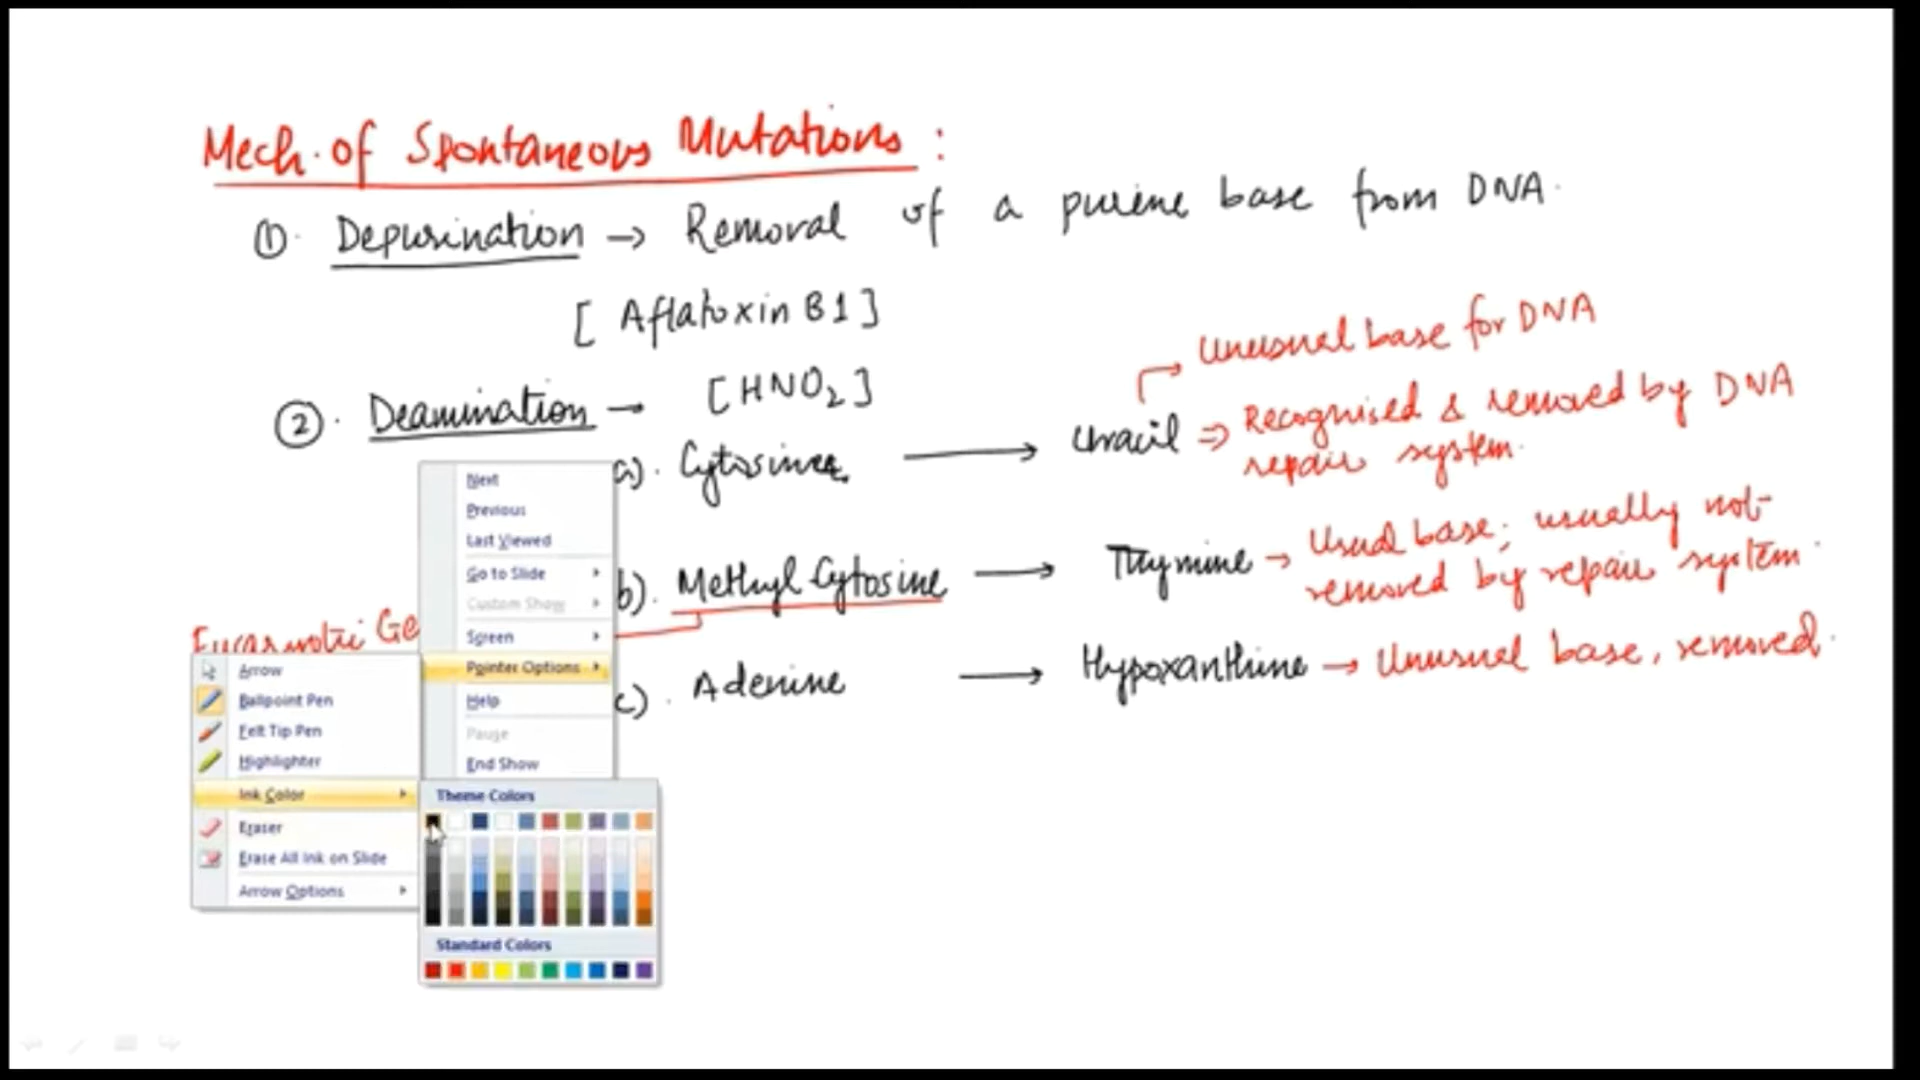 Mech. of Spontaneous Mutations :
①. Depurination → Removal of a purine base from DNA.
[ Aflatoxin B1 ]
Unusual base for DNA
②. Deamination → [HNO₂]
a). Cytosine → Uracil ⇒ Recognised & removed by DNA
repair system.
b). Methyl Cytosine → Thymine → Usual base; usually not-
removed by repair system.
Eucaryotic Ge
c). Adenine → Hypoxanthine → Unusual base, removed.
Next
Previous
Last Viewed
Go to Slide
Custom Show
Screen
Pointer Options
Help
Pause
End Show
Arrow
Ballpoint Pen
Felt Tip Pen
Highlighter
Ink Color
Eraser
Erase All Ink on Slide
Arrow Options
Theme Colors
Standard Colors